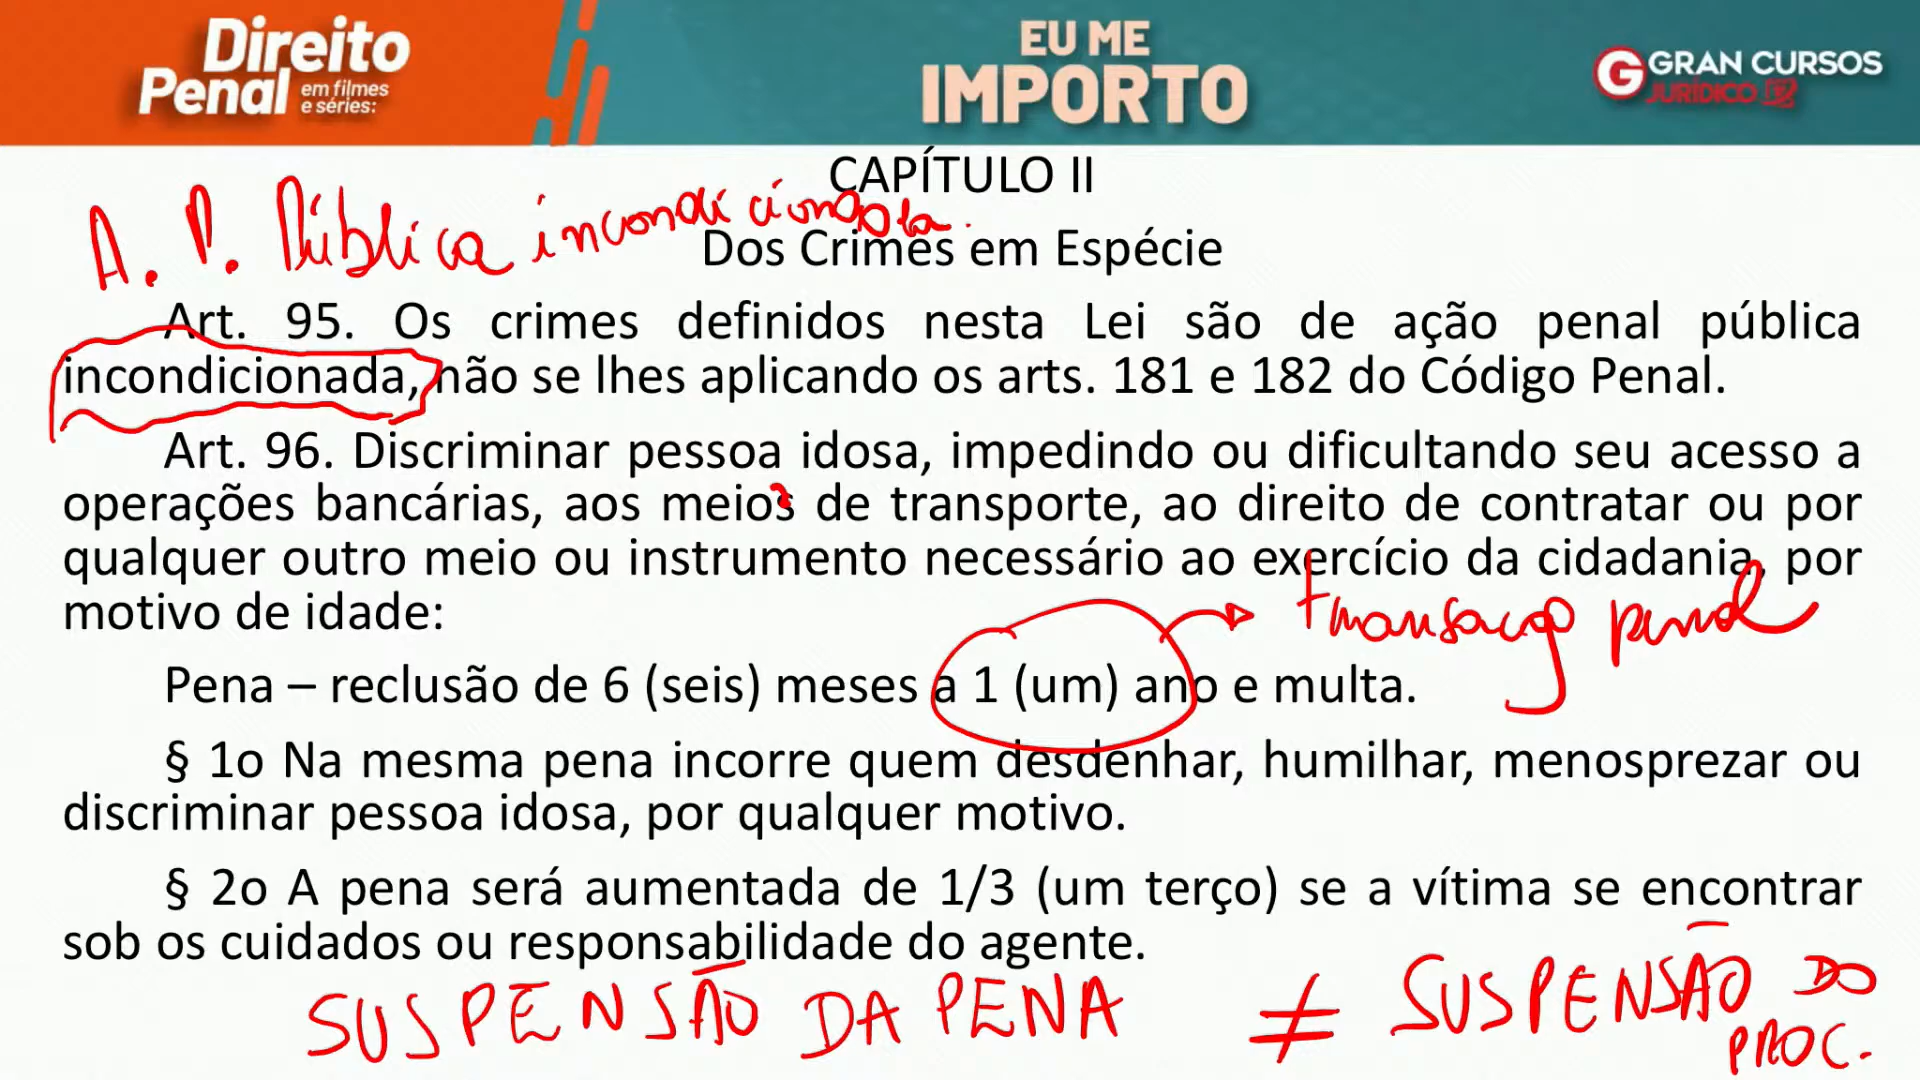 Direito
Penal em filmes
e séries:
EU ME
IMPORTO
GRAN CURSOS
JURÍDICO
CAPÍTULO II
A. P. Pública incondicionada.
Dos Crimes em Espécie
Art. 95. Os crimes definidos nesta Lei são de ação penal pública
incondicionada, não se lhes aplicando os arts. 181 e 182 do Código Penal.
Art. 96. Discriminar pessoa idosa, impedindo ou dificultando seu acesso a
operações bancárias, aos meios de transporte, ao direito de contratar ou por
qualquer outro meio ou instrumento necessário ao exercício da cidadania, por
motivo de idade:
transação penal
Pena – reclusão de 6 (seis) meses a 1 (um) ano e multa.
§ 1o Na mesma pena incorre quem desdenhar, humilhar, menosprezar ou
discriminar pessoa idosa, por qualquer motivo.
§ 2o A pena será aumentada de 1/3 (um terço) se a vítima se encontrar
sob os cuidados ou responsabilidade do agente.
SUSPENSÃO DA PENA ≠ SUSPENSÃO DO
PROC.